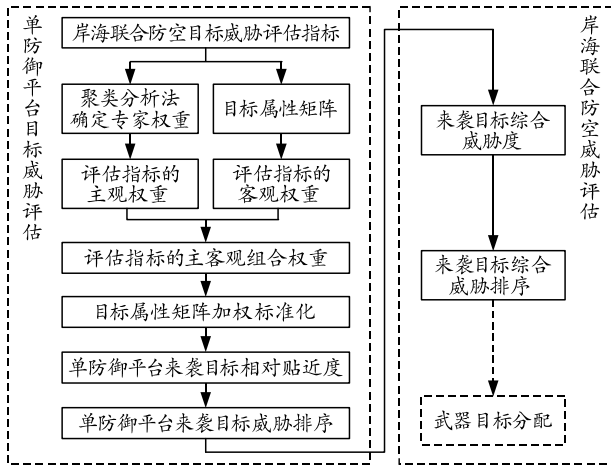 单防御平台目标威胁评估
岸海联合防空目标威胁评估指标
聚类分析法
确定专家权重
目标属性矩阵
评估指标的
主观权重
评估指标的
客观权重
评估指标的主客观组合权重
目标属性矩阵加权标准化
单防御平台来袭目标相对贴近度
单防御平台来袭目标威胁排序
岸海联合防空威胁评估
来袭目标综合
威胁度
来袭目标综合
威胁排序
武器目标分配